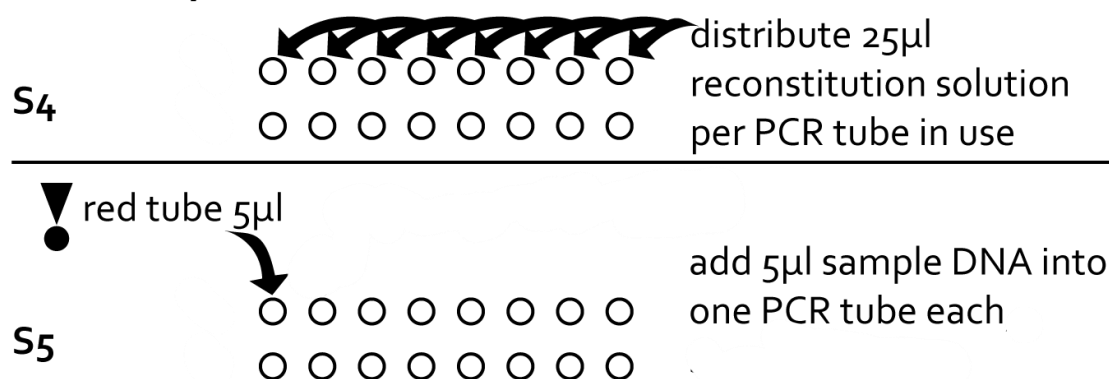 distribute 25µl
reconstitution solution
S4
per PCR tube in use
red tube 5µl
add 5µl sample DNA into
one PCR tube each
S5